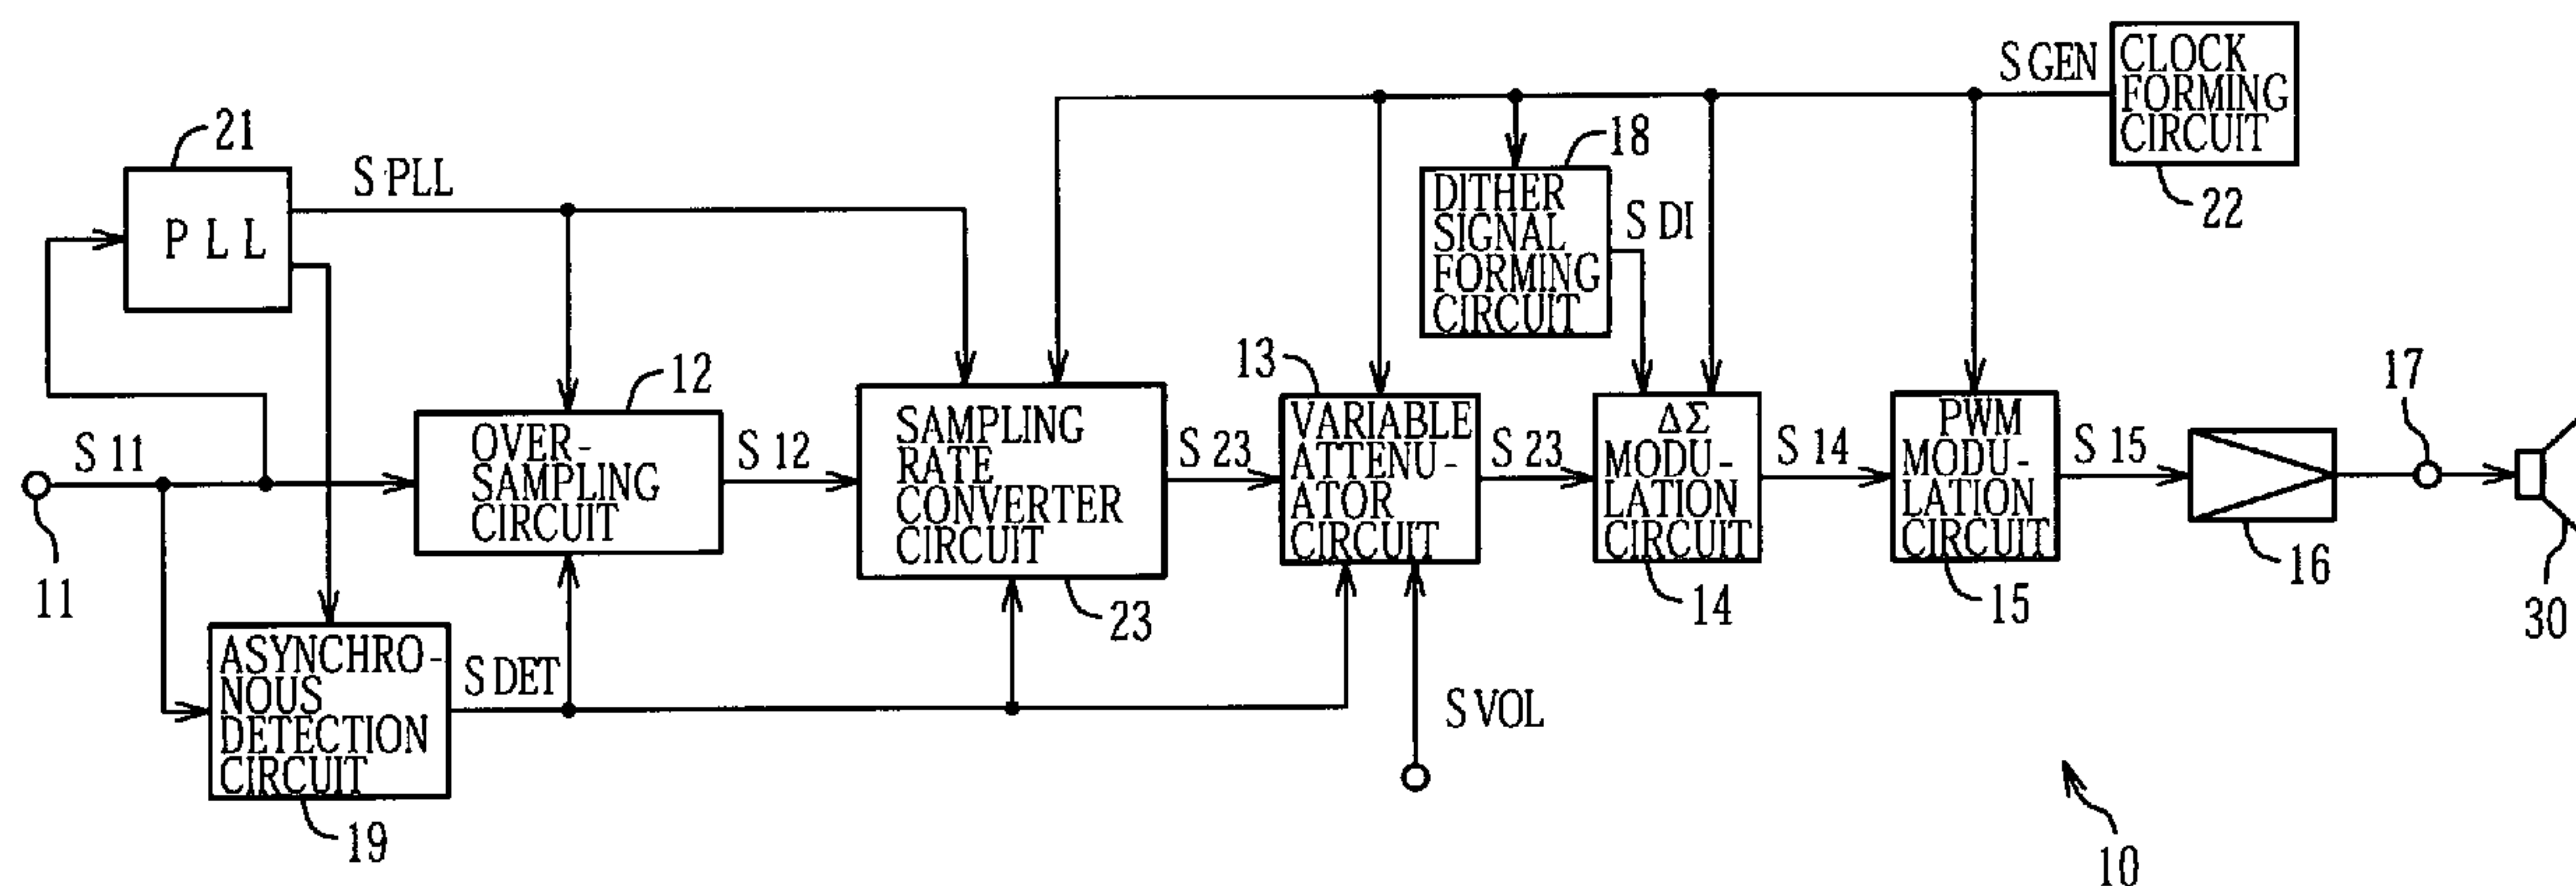 S GEN
CLOCK
FORMING
CIRCUIT
22
21
S PLL
P L L
18
DITHER
SIGNAL
FORMING
CIRCUIT
S DI
12
OVER-
SAMPLING
CIRCUIT
S 11
11
S 12
SAMPLING
RATE
CONVERTER
CIRCUIT
23
S 23
13
VARIABLE
ATTENU-
ATOR
CIRCUIT
S 23
ΔΣ
MODU-
LATION
CIRCUIT
14
S 14
PWM
MODU-
LATION
CIRCUIT
15
S 15
16
17
30
ASYNCHRO-
NOUS
DETECTION
CIRCUIT
19
S DET
S VOL
10